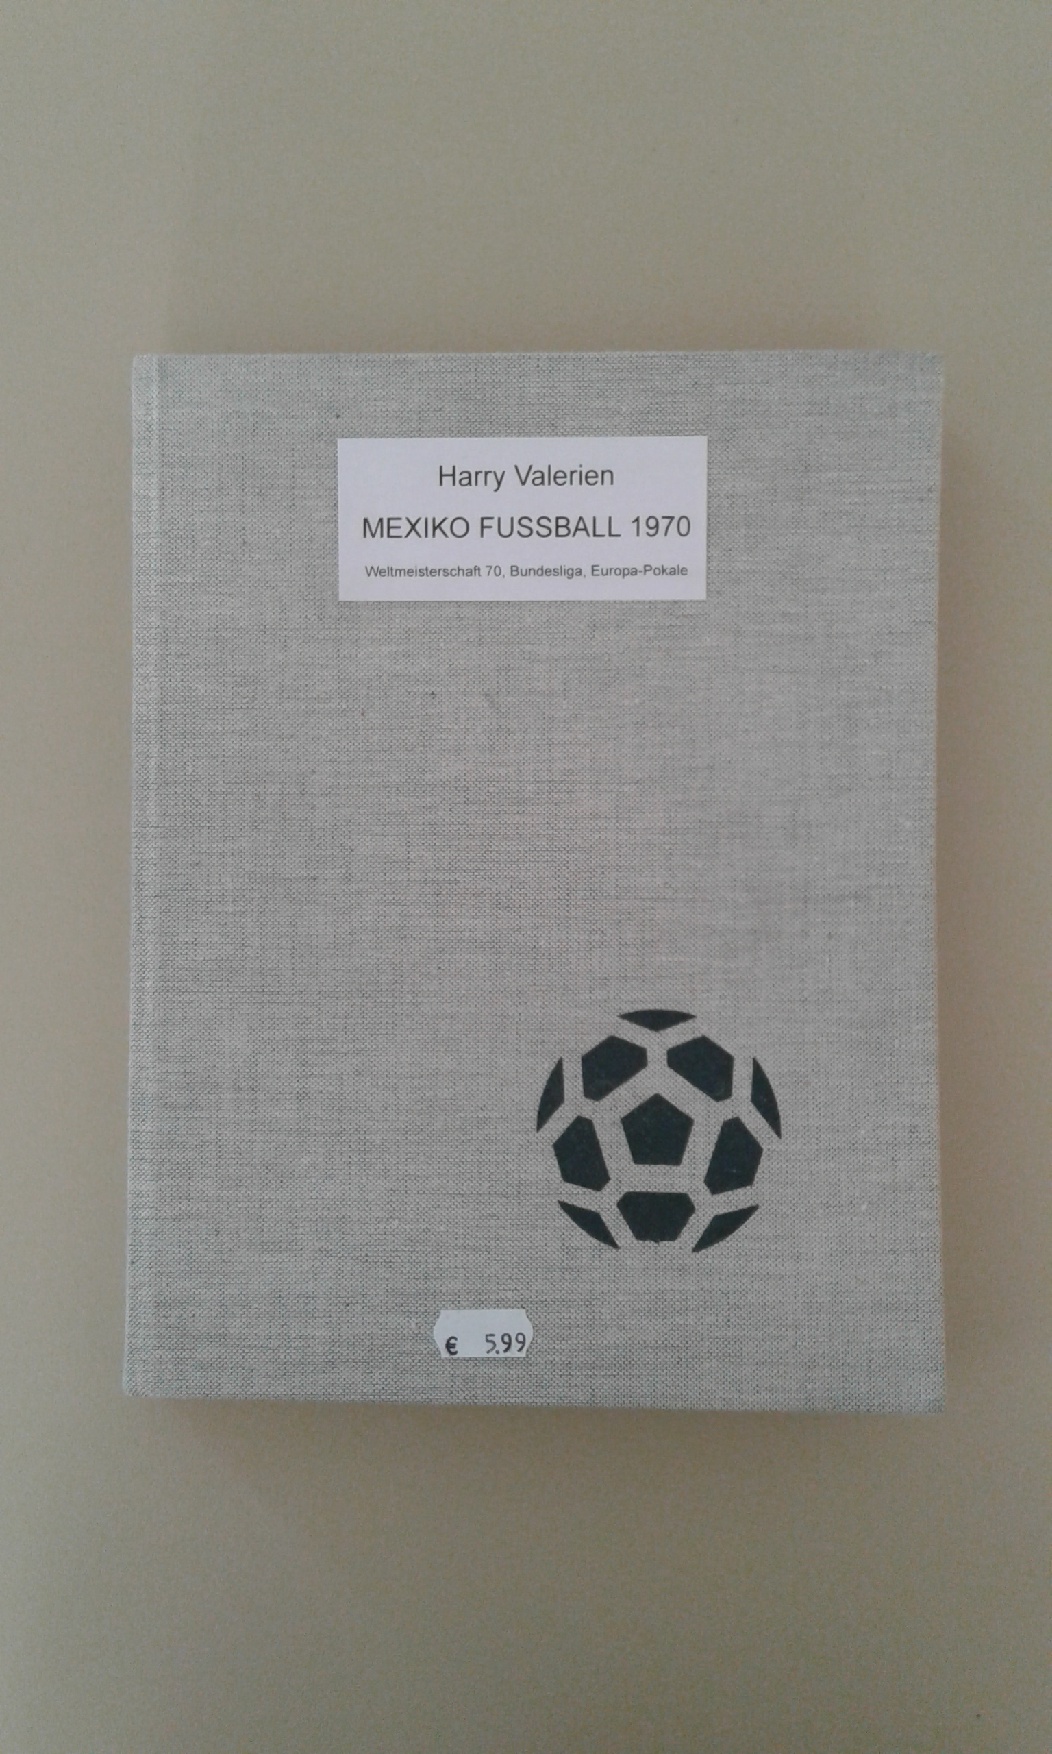 Harry Valerien
MEXIKO FUSSBALL 1970
Weltmeisterschaft 70, Bundesliga, Europa-Pokale
€ 5.99